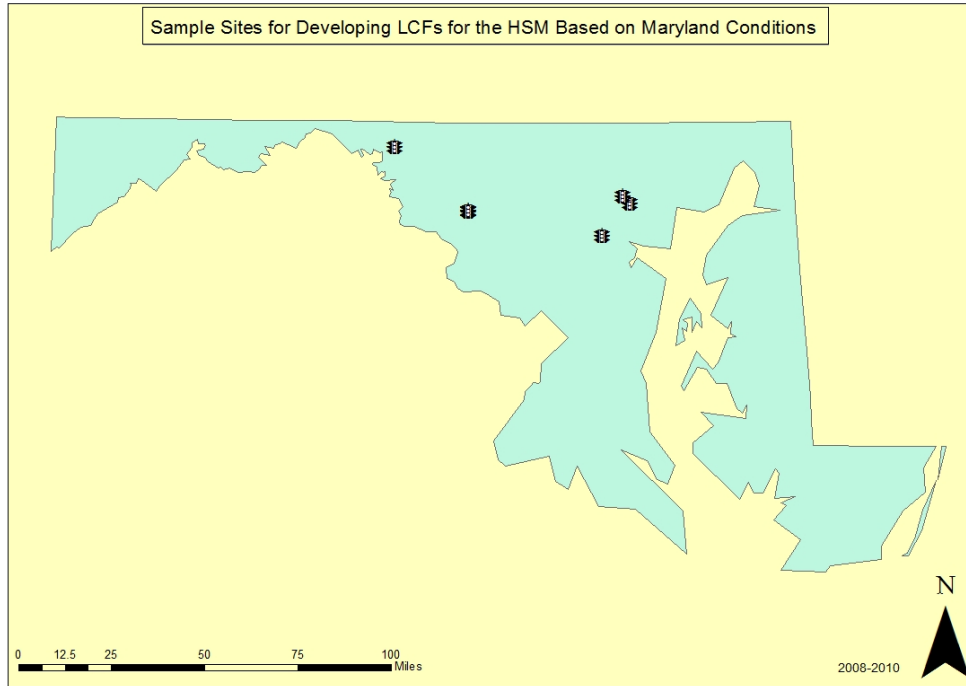 Sample Sites for Developing LCFs for the HSM Based on Maryland Conditions
N
0 12.5 25 50 75 100
Miles
2008-2010